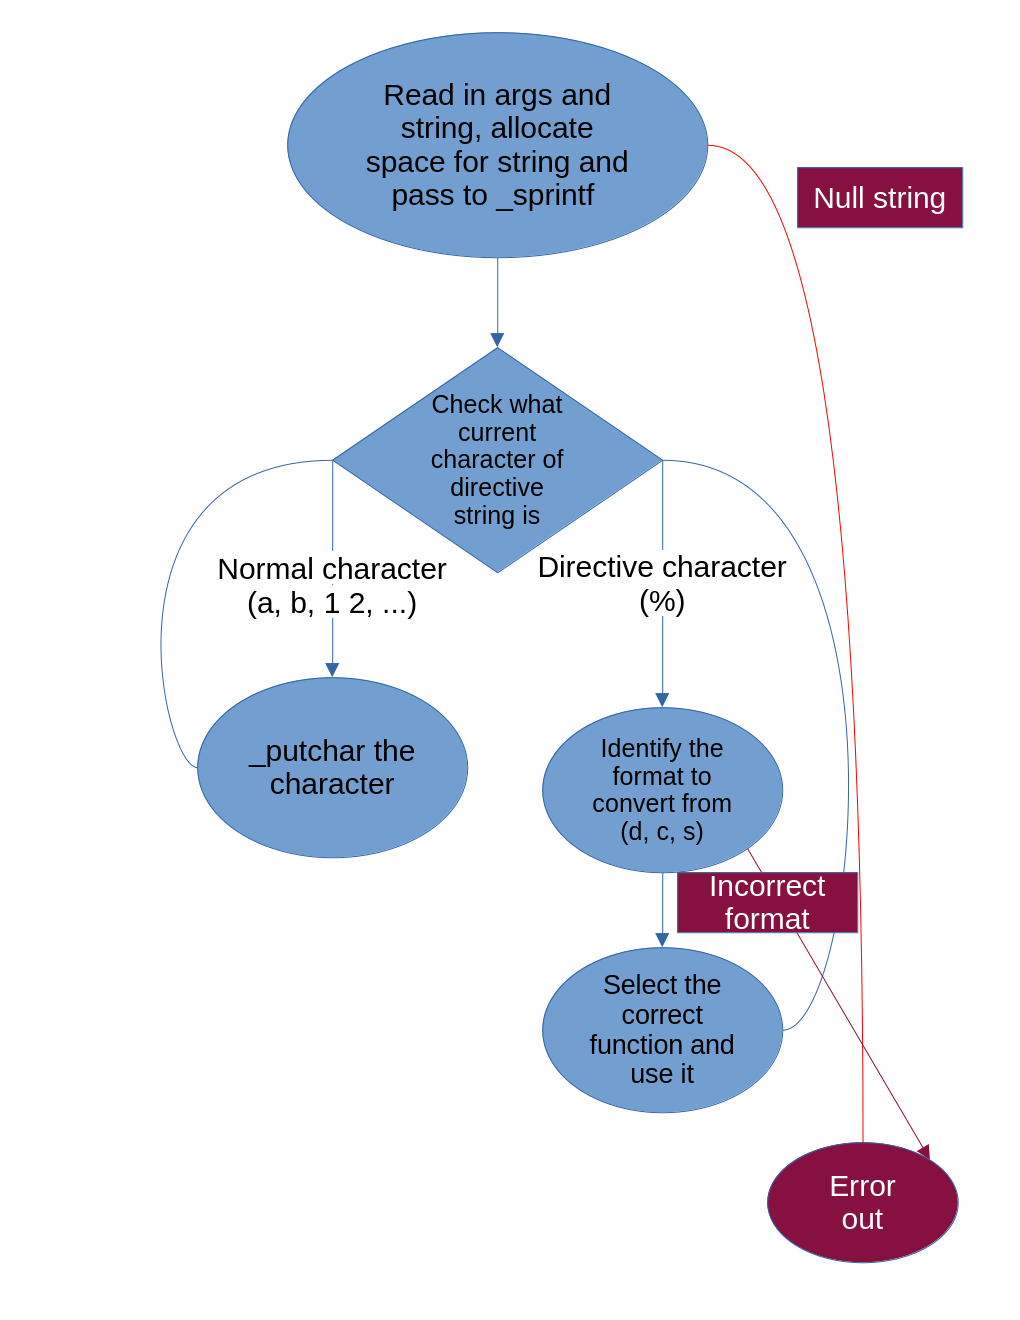 Read in args and
string, allocate
space for string and
pass to _sprintf
Null string
Check what
current
character of
directive
string is
Normal character
(a, b, 1 2, ...)
Directive character
(%)
_putchar the
character
Identify the
format to
convert from
(d, c, s)
Incorrect
format
Select the
correct
function and
use it
Error
out